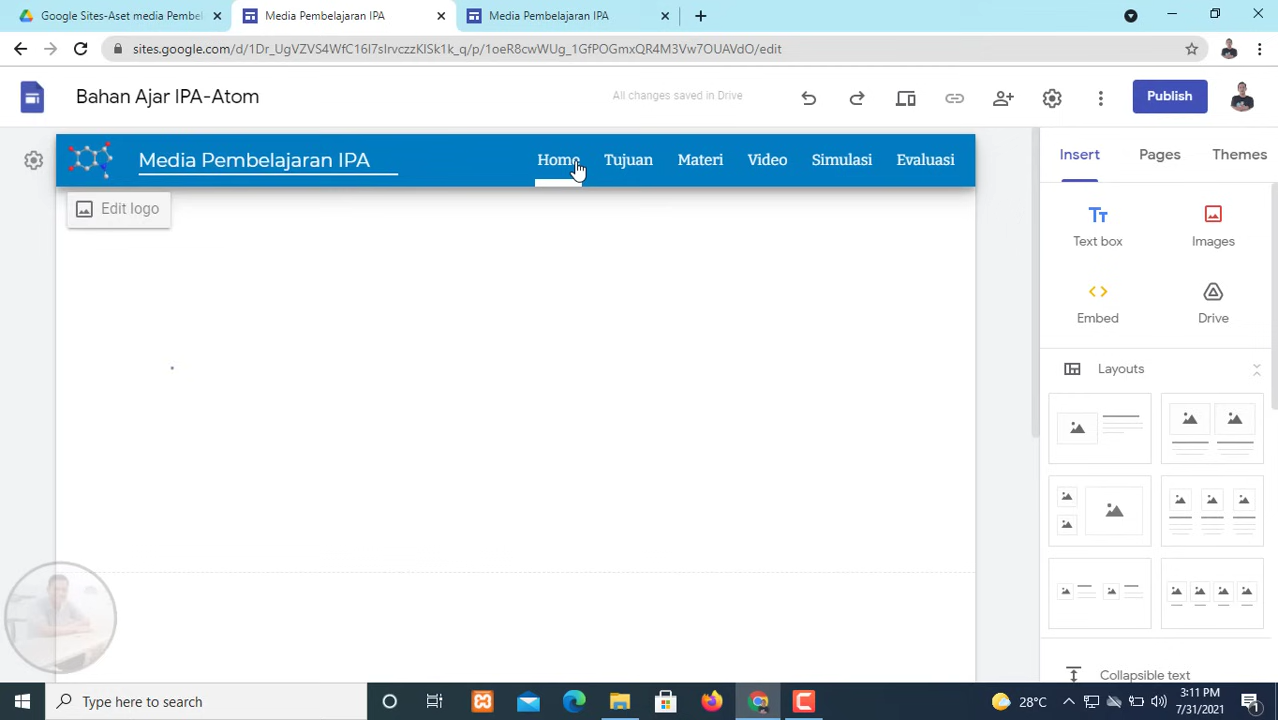 Google Sites-Aset media Pembel
Media Pembelajaran IPA
Media Pembelajaran IPA
sites.google.com/d/1Dr_UgVZVS4WfC16I7sIrvczzKISk1k_q/p/1oeR8cwWUg_1GfPOGmxQR4M3Vw7OUAVdO/edit
Bahan Ajar IPA-Atom
All changes saved in Drive
Publish
Media Pembelajaran IPA
Home Tujuan Materi Video Simulasi Evaluasi
Edit logo
Insert Pages Themes
Text box Images
Embed Drive
Layouts
Collapsible text
Type here to search
28°C
3:11 PM
7/31/2021
1